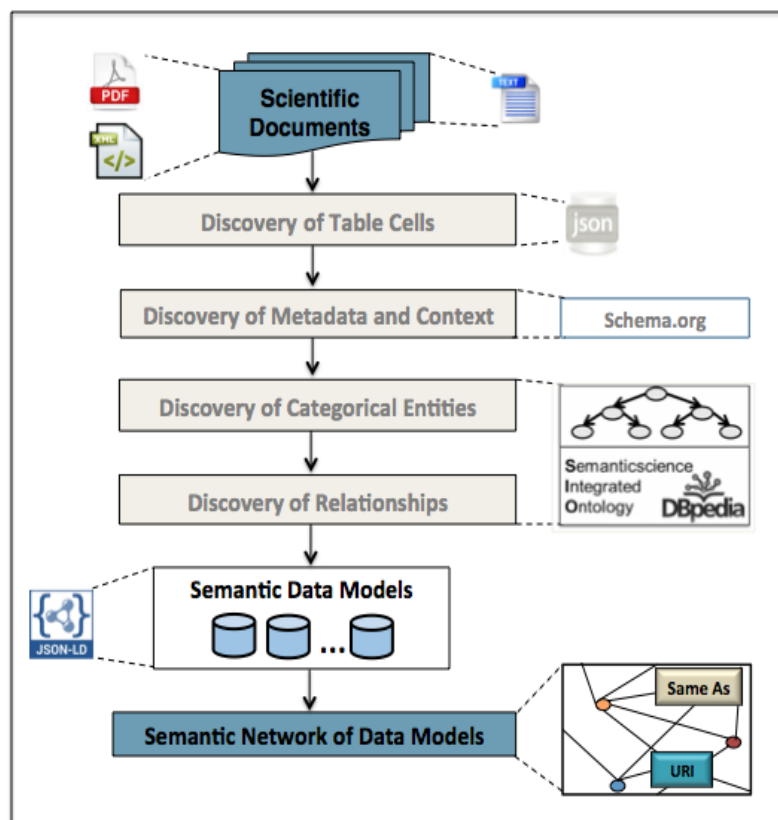 PDF
XML
</>
Scientific
Documents
TEXT
Discovery of Table Cells
json
Discovery of Metadata and Context
Schema.org
Discovery of Categorical Entities
Semanticscience
Integrated
Ontology
DBpedia
Discovery of Relationships
Semantic Data Models
...
{ }
JSON-LD
Semantic Network of Data Models
Same As
URI